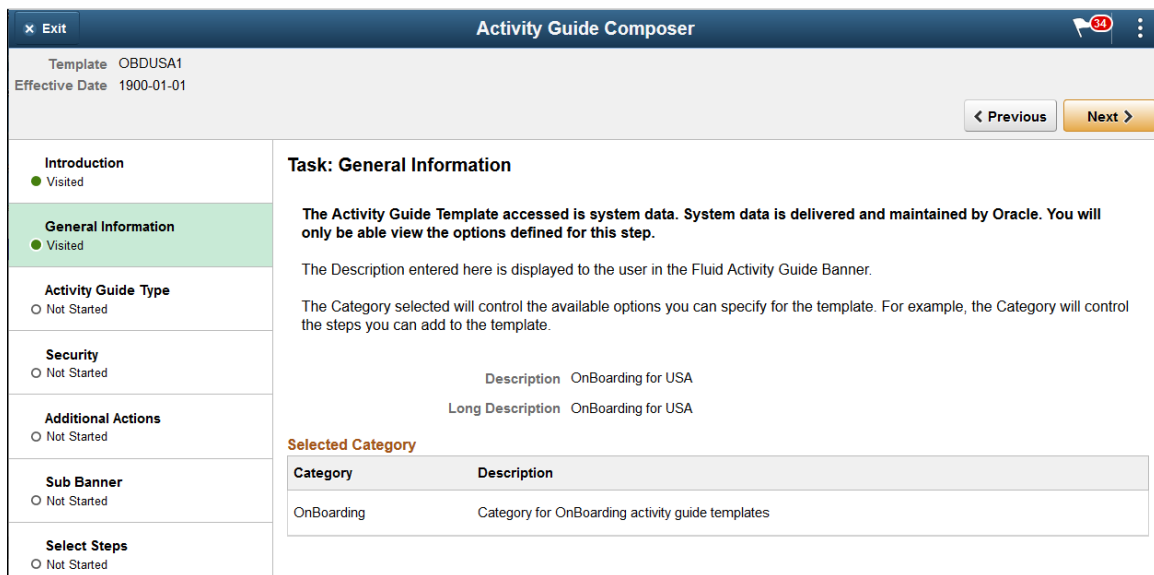 × Exit
Activity Guide Composer
34
Template OBDUSA1
Effective Date 1900-01-01
Previous
Next
Introduction
Visited
General Information
Visited
Activity Guide Type
Not Started
Security
Not Started
Additional Actions
Not Started
Sub Banner
Not Started
Select Steps
Not Started
Task: General Information
The Activity Guide Template accessed is system data. System data is delivered and maintained by Oracle. You will
only be able view the options defined for this step.
The Description entered here is displayed to the user in the Fluid Activity Guide Banner.
The Category selected will control the available options you can specify for the template. For example, the Category will control
the steps you can add to the template.
Description OnBoarding for USA
Long Description OnBoarding for USA
Selected Category
Category Description
OnBoarding Category for OnBoarding activity guide templates